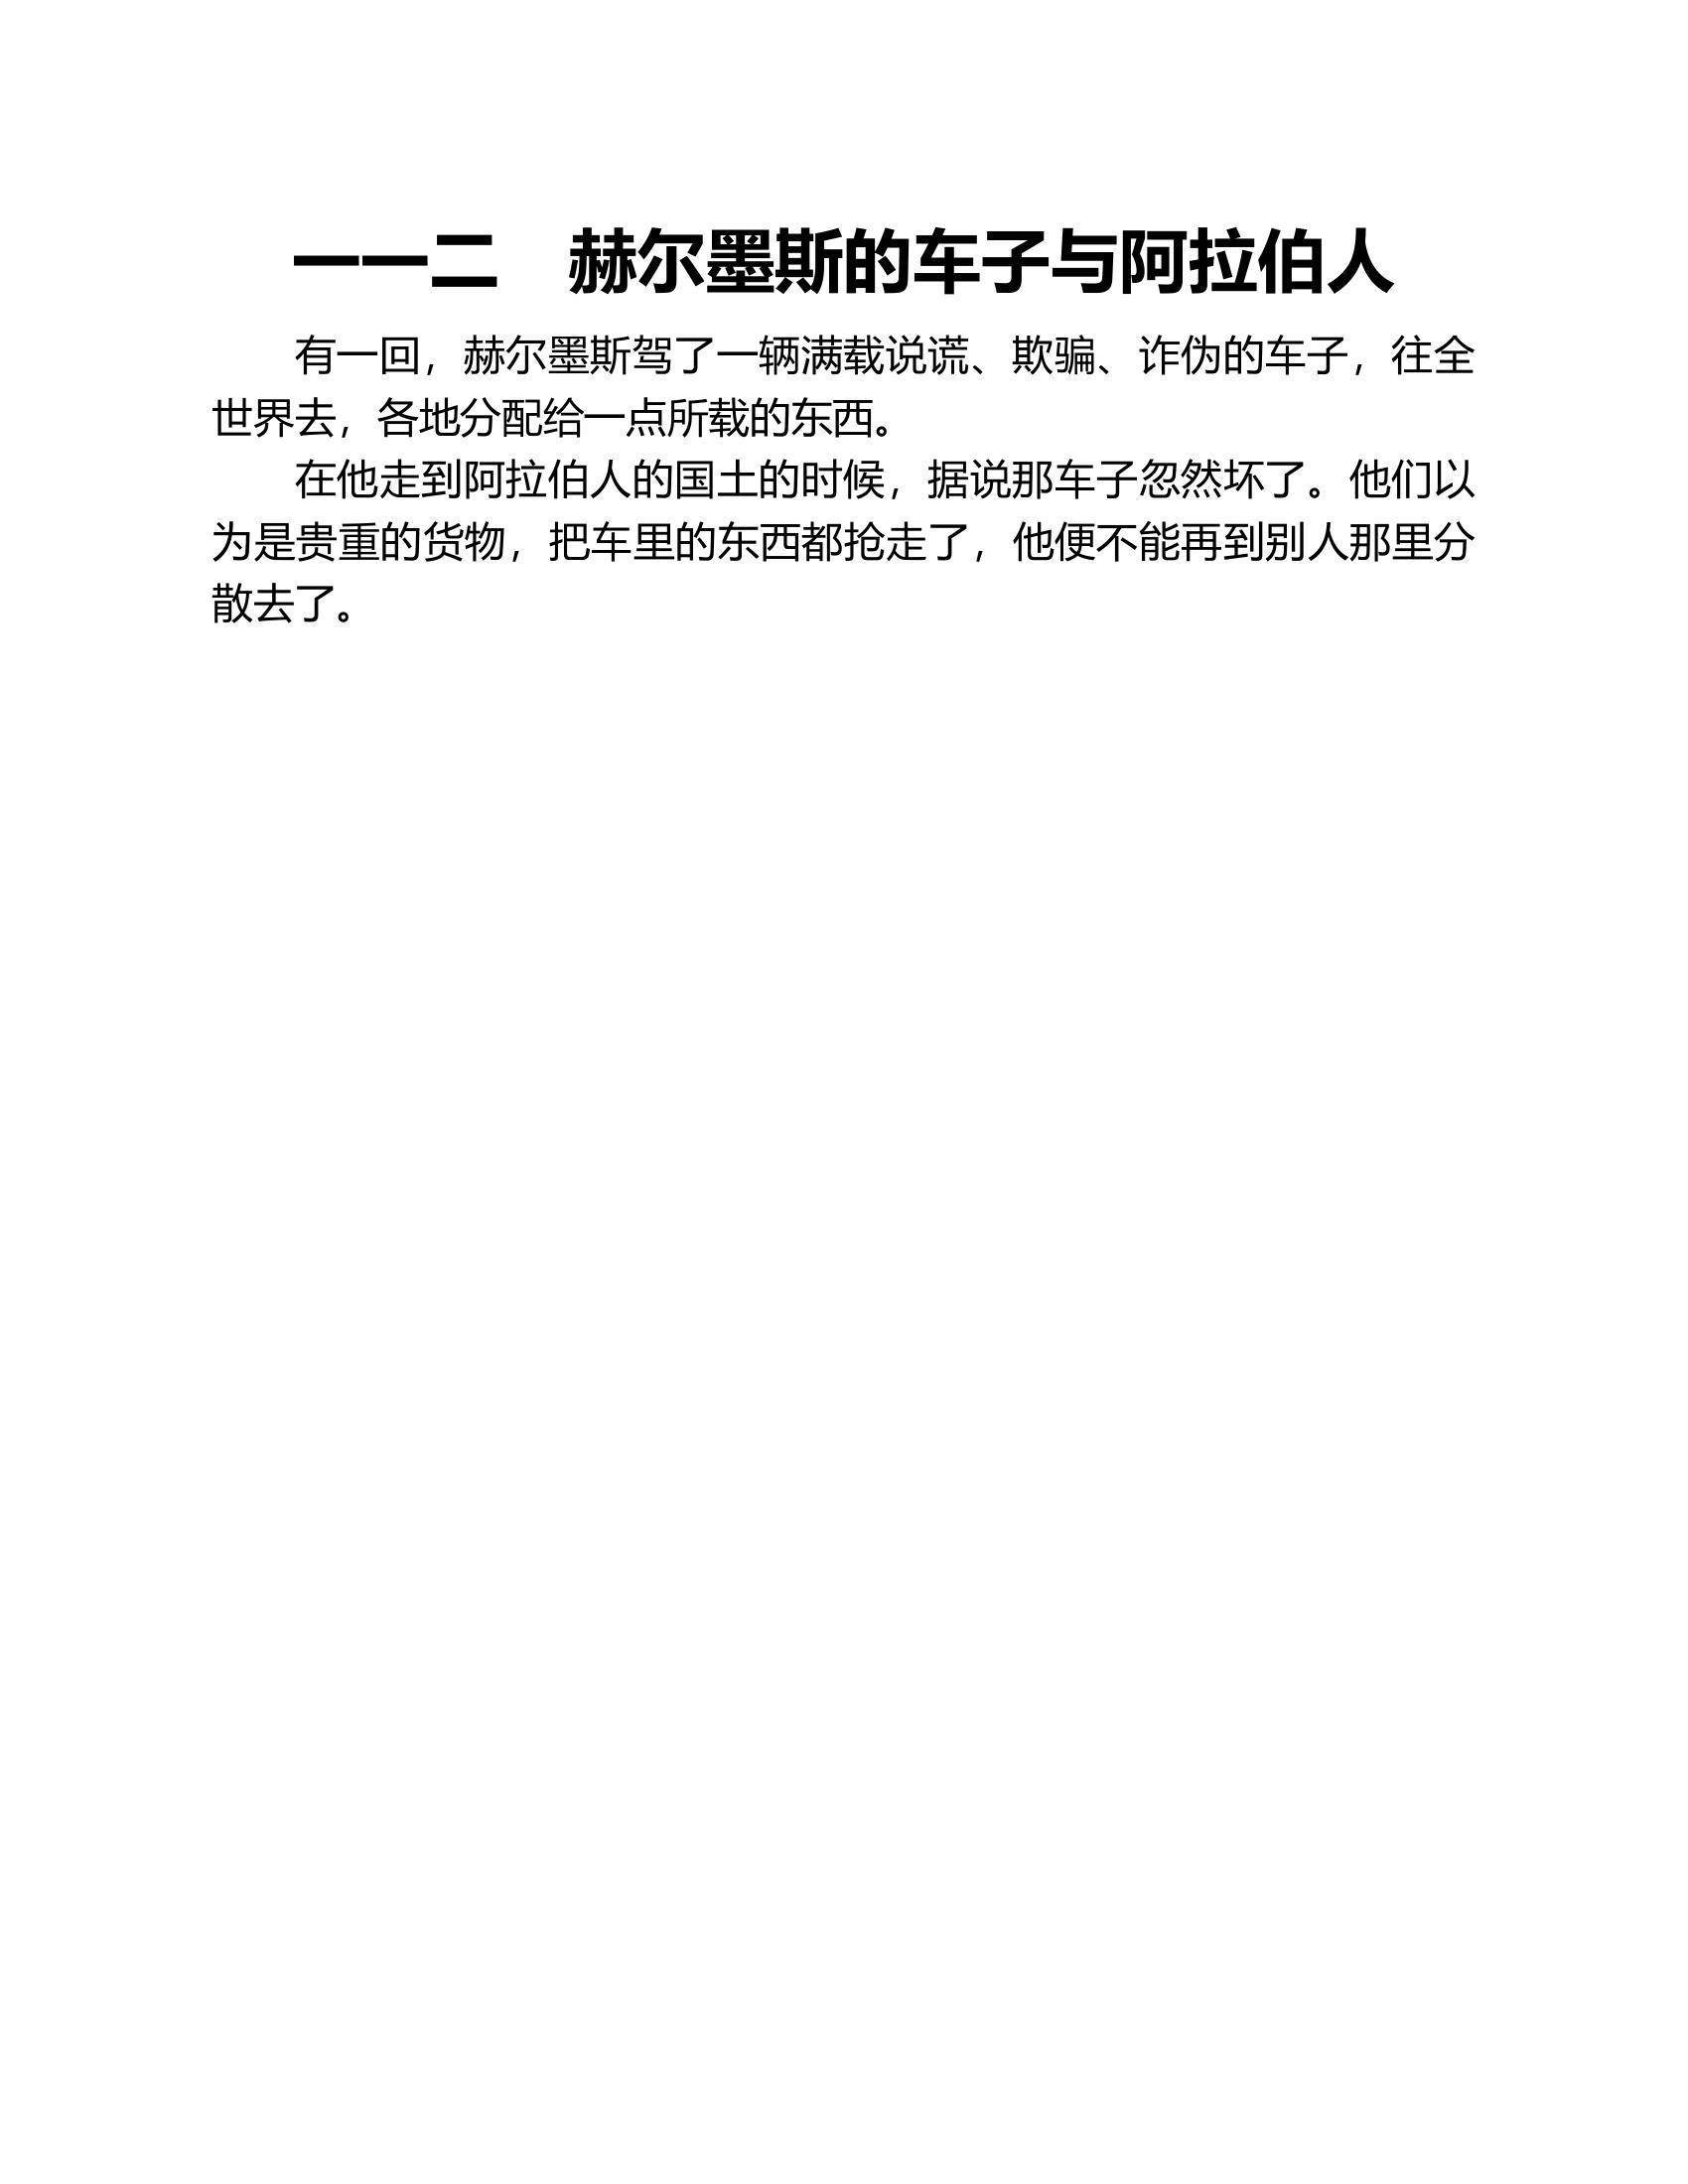 一一二　赫尔墨斯的车子与阿拉伯人
有一回，赫尔墨斯驾了一辆满载说谎、欺骗、诈伪的车子，往全
世界去，各地分配给一点所载的东西。
在他走到阿拉伯人的国土的时候，据说那车子忽然坏了。他们以
为是贵重的货物，把车里的东西都抢走了，他便不能再到别人那里分
散去了。